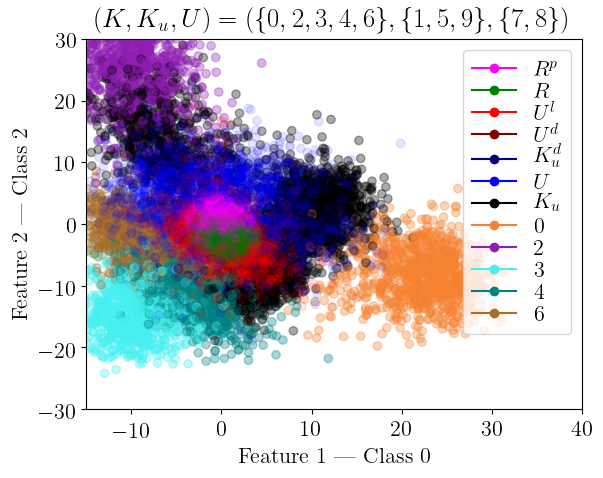 (K, K_u, U) = ({0, 2, 3, 4, 6}, {1, 5, 9}, {7, 8})
30
20
10
0
−10
−20
−30
Feature 2 — Class 2
R^p
R
U^l
U^d
K_u^d
U
K_u
0
2
3
4
6
−10
0
10
20
30
40
Feature 1 — Class 0